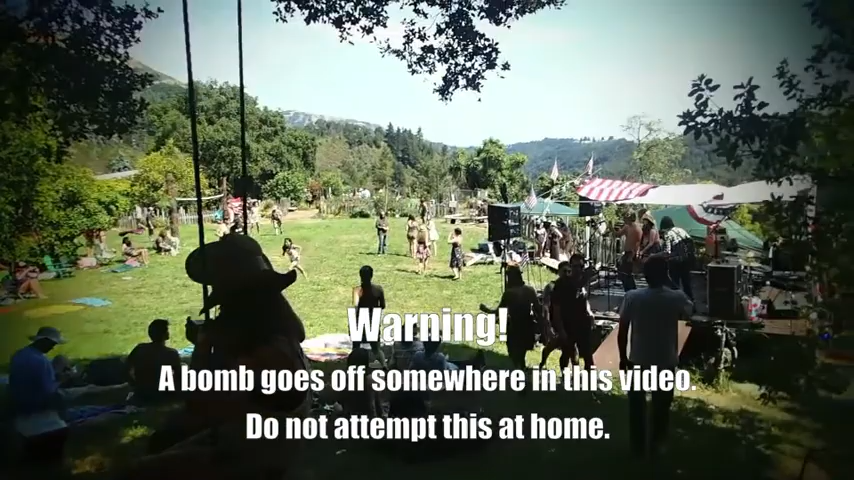 Warning!
A bomb goes off somewhere in this video.
Do not attempt this at home.